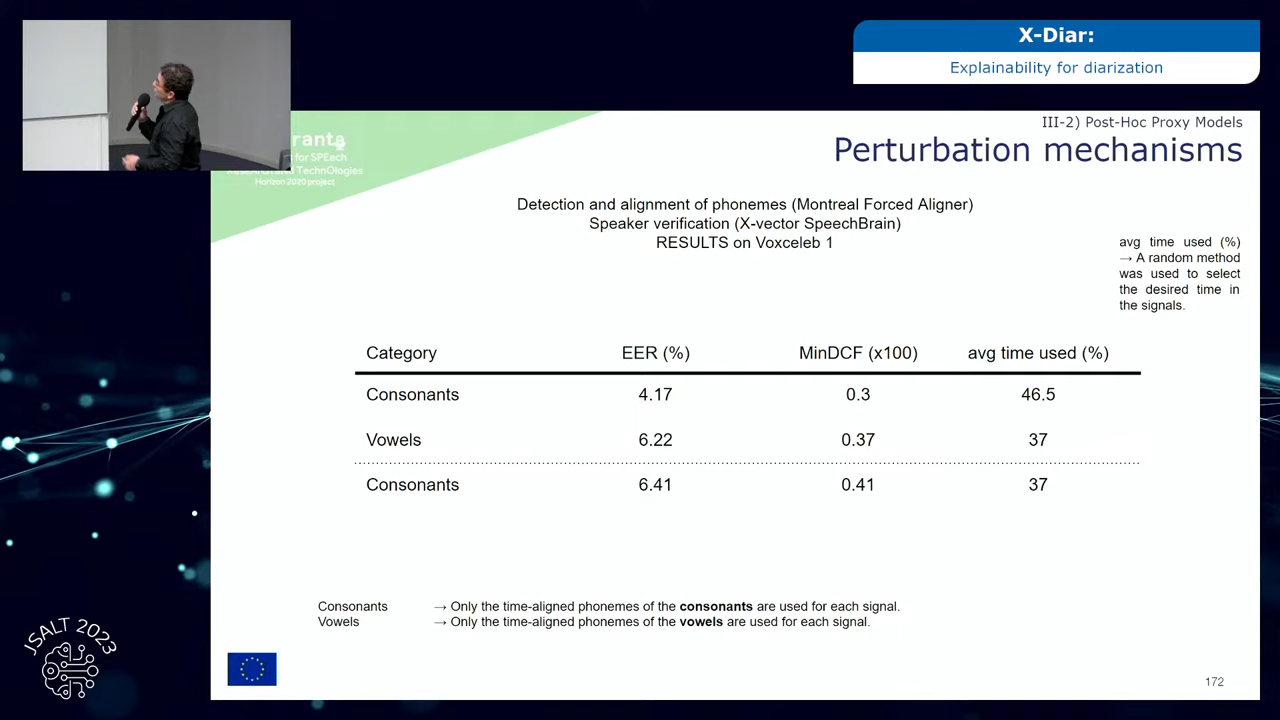 X-Diar:
Explainability for diarization
III-2) Post-Hoc Proxy Models
Perturbation mechanisms
for SPEech
TechnOlogies
Horizon 2020 project
Detection and alignment of phonemes (Montreal Forced Aligner)
Speaker verification (X-vector SpeechBrain)
RESULTS on Voxceleb 1
avg time used (%)
→ A random method
was used to select
the desired time in
the signals.
Category EER (%) MinDCF (x100) avg time used (%)
Consonants 4.17 0.3 46.5
Vowels 6.22 0.37 37
Consonants 6.41 0.41 37
Consonants → Only the time-aligned phonemes of the consonants are used for each signal.
Vowels → Only the time-aligned phonemes of the vowels are used for each signal.
JSALT 2023
172